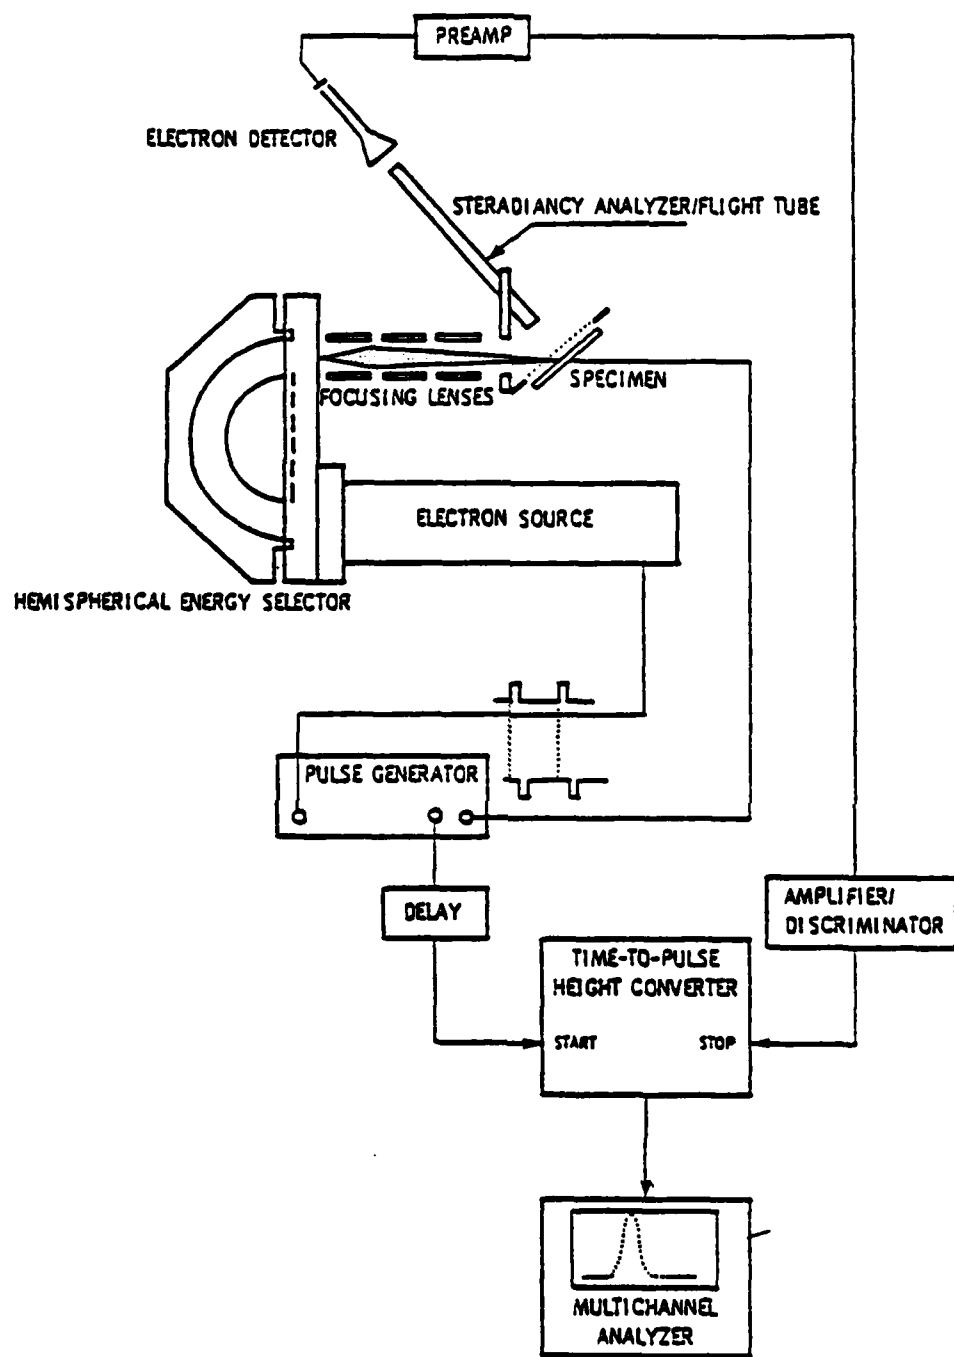 PREAMP
ELECTRON DETECTOR
STERADIANCY ANALYZER/FLIGHT TUBE
SPECIMEN
FOCUSING LENSES
ELECTRON SOURCE
HEMISPHERICAL ENERGY SELECTOR
PULSE GENERATOR
DELAY
AMPLIFIER/
DISCRIMINATOR
TIME-TO-PULSE
HEIGHT CONVERTER
START
STOP
MULTICHANNEL
ANALYZER